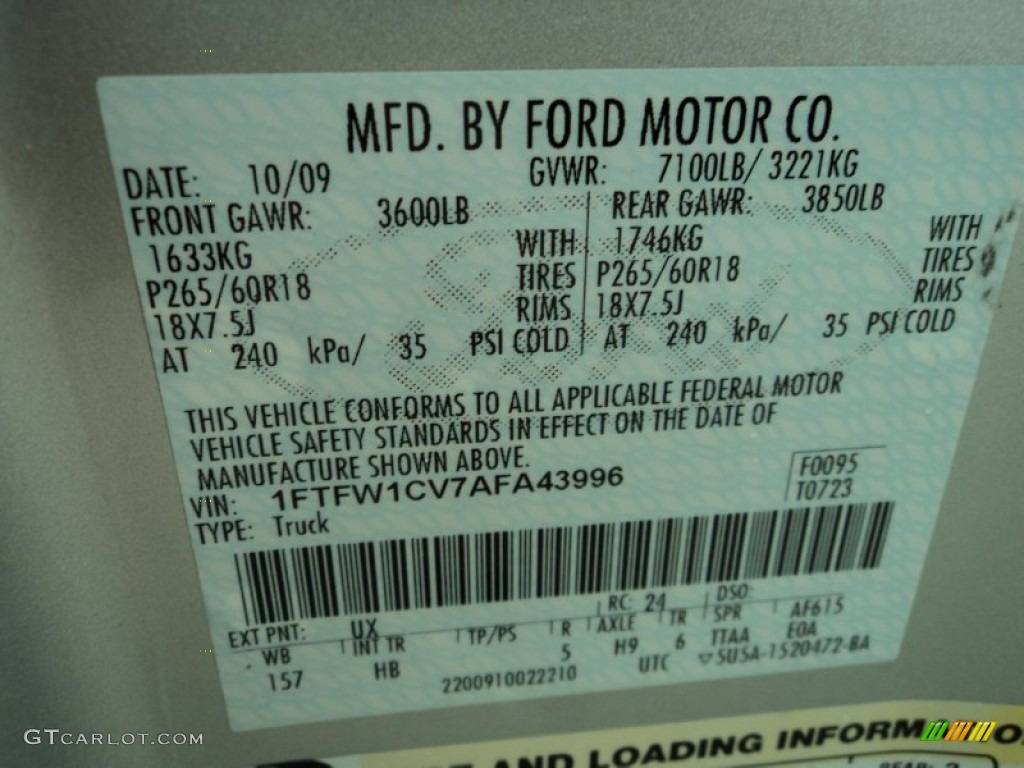 MFD. BY FORD MOTOR CO.
DATE: 10/09 GVWR: 7100LB/ 3221KG
FRONT GAWR: 3600LB REAR GAWR: 3850LB
1633KG WITH 1746KG WITH
P265/60R18 TIRES P265/60R18 TIRES
18X7.5J RIMS 18X7.5J RIMS
AT 240 kPa/ 35 PSI COLD AT 240 kPa/ 35 PSI COLD
THIS VEHICLE CONFORMS TO ALL APPLICABLE FEDERAL MOTOR
VEHICLE SAFETY STANDARDS IN EFFECT ON THE DATE OF
MANUFACTURE SHOWN ABOVE.
VIN: 1FTFW1CV7AFA43996 F0095
TYPE: Truck T0723
EXT PNT: UX RC: 24 DSO:
WB INT TR TP/PS R AXLE TR SPR AF615
157 HB 5 H9 6 TTAA EOA
2200910022210 UTC ▽5U5A-1520472-BA
AND LOADING INFORM
GTCARLOT.COM